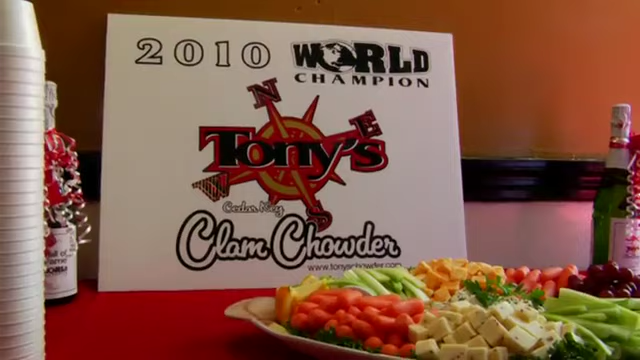 2010 WORLD
CHAMPION
N
E
Tony's
W
S
Cedar Key
Clam Chowder
www.tonyschowder.com